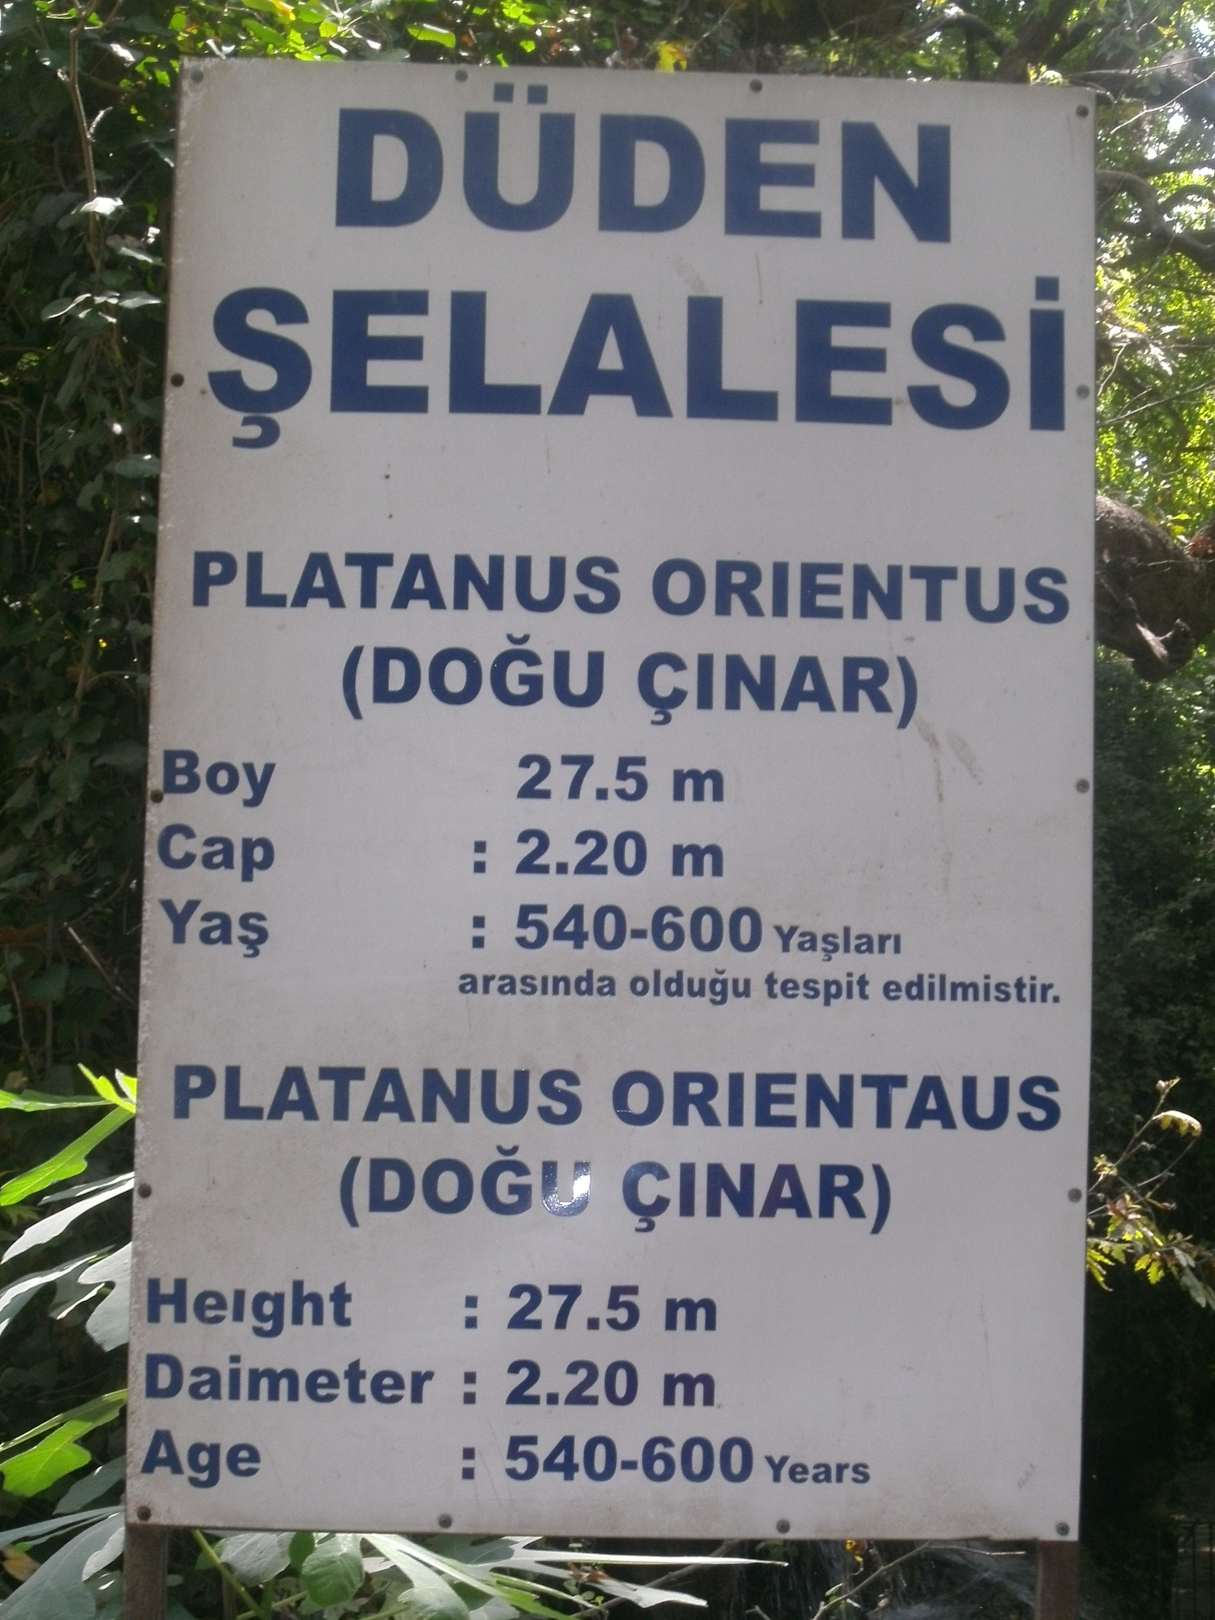 DÜDEN
ŞELALESİ
PLATANUS ORIENTUS
(DOĞU ÇINAR)
Boy 27.5 m
Cap : 2.20 m
Yaş : 540-600 Yaşları
arasında olduğu tespit edilmistir.
PLATANUS ORIENTAUS
(DOĞU ÇINAR)
Heıght : 27.5 m
Daimeter : 2.20 m
Age : 540-600 Years